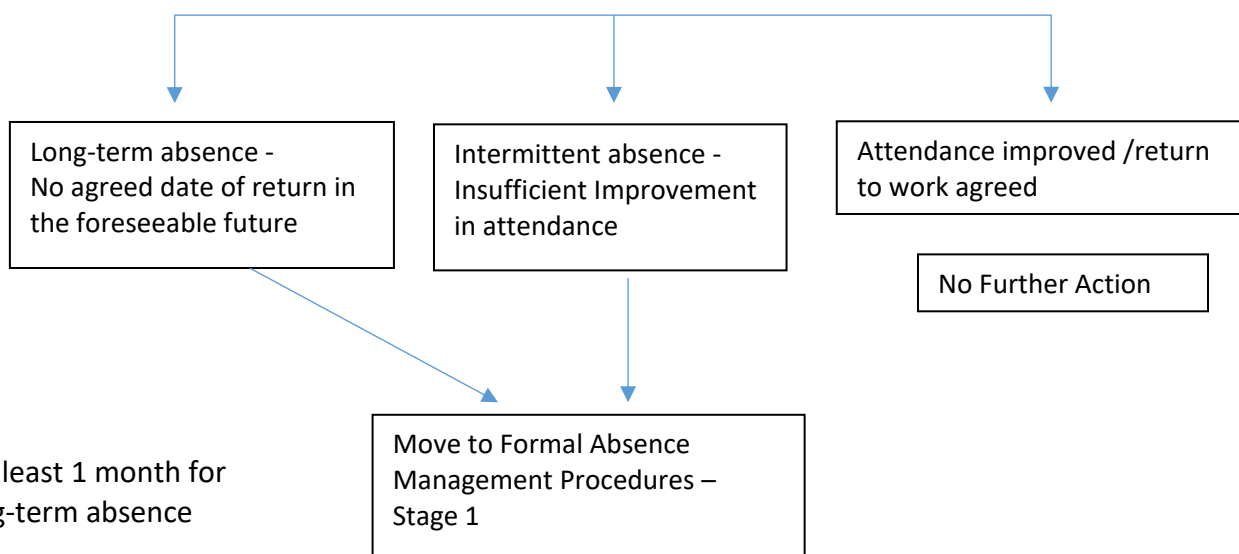 Long-term absence -
No agreed date of return in
the foreseeable future
Intermittent absence -
Insufficient Improvement
in attendance
Attendance improved /return
to work agreed
No Further Action
Move to Formal Absence
Management Procedures –
Stage 1
least 1 month for
g-term absence